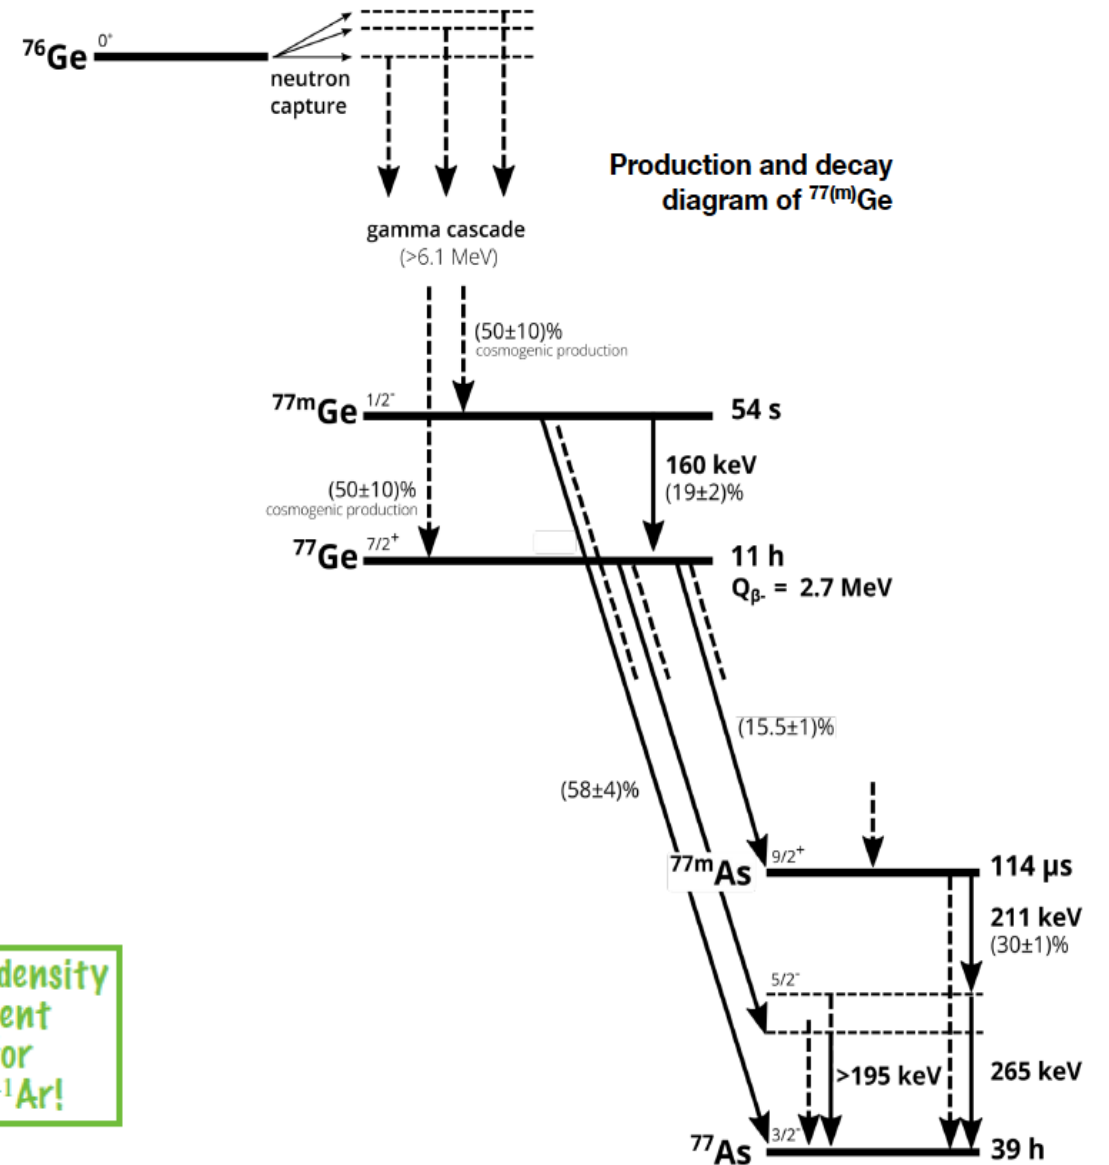 ⁷⁶Ge 0⁺
neutron
capture
Production and decay
diagram of ⁷⁷⁽ᵐ⁾Ge
gamma cascade
(>6.1 MeV)
(50±10)%
cosmogenic production
⁷⁷ᵐGe 1/2⁻
54 s
160 keV
(19±2)%
(50±10)%
cosmogenic production
⁷⁷Ge 7/2⁺
11 h
Qβ- = 2.7 MeV
(15.5±1)%
(58±4)%
⁷⁷ᵐAs 9/2⁺
114 µs
211 keV
(30±1)%
5/2⁻
>195 keV
265 keV
⁷⁷As 3/2⁻
39 h
density
ent
or
¹Ar!